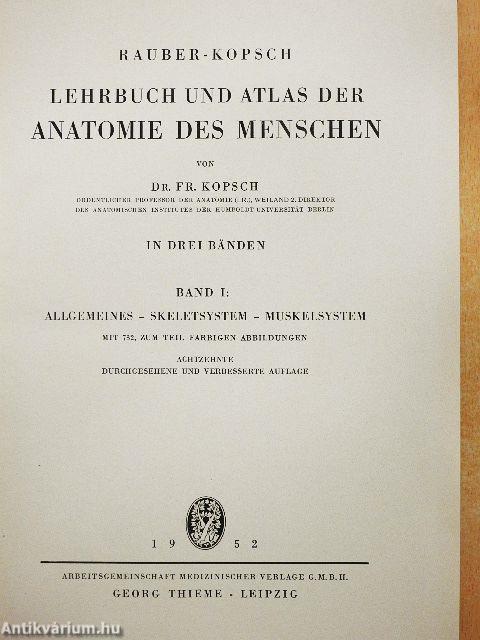 RAUBER-KOPSCH
LEHRBUCH UND ATLAS DER
ANATOMIE DES MENSCHEN
VON
DR. FR. KOPSCH
ORDENTLICHER PROFESSOR DER ANATOMIE (I. R.), WEILAND 2. DIREKTOR
DES ANATOMISCHEN INSTITUTES DER HUMBOLDT-UNIVERSITÄT BERLIN
IN DREI BÄNDEN
BAND I:
ALLGEMEINES – SKELETSYSTEM – MUSKELSYSTEM
MIT 752, ZUM TEIL FARBIGEN ABBILDUNGEN
ACHTZEHNTE
DURCHGESEHENE UND VERBESSERTE AUFLAGE
1952
ARBEITSGEMEINSCHAFT MEDIZINISCHER VERLAGE G.M.B.H.
GEORG THIEME - LEIPZIG
Antikvárium.hu